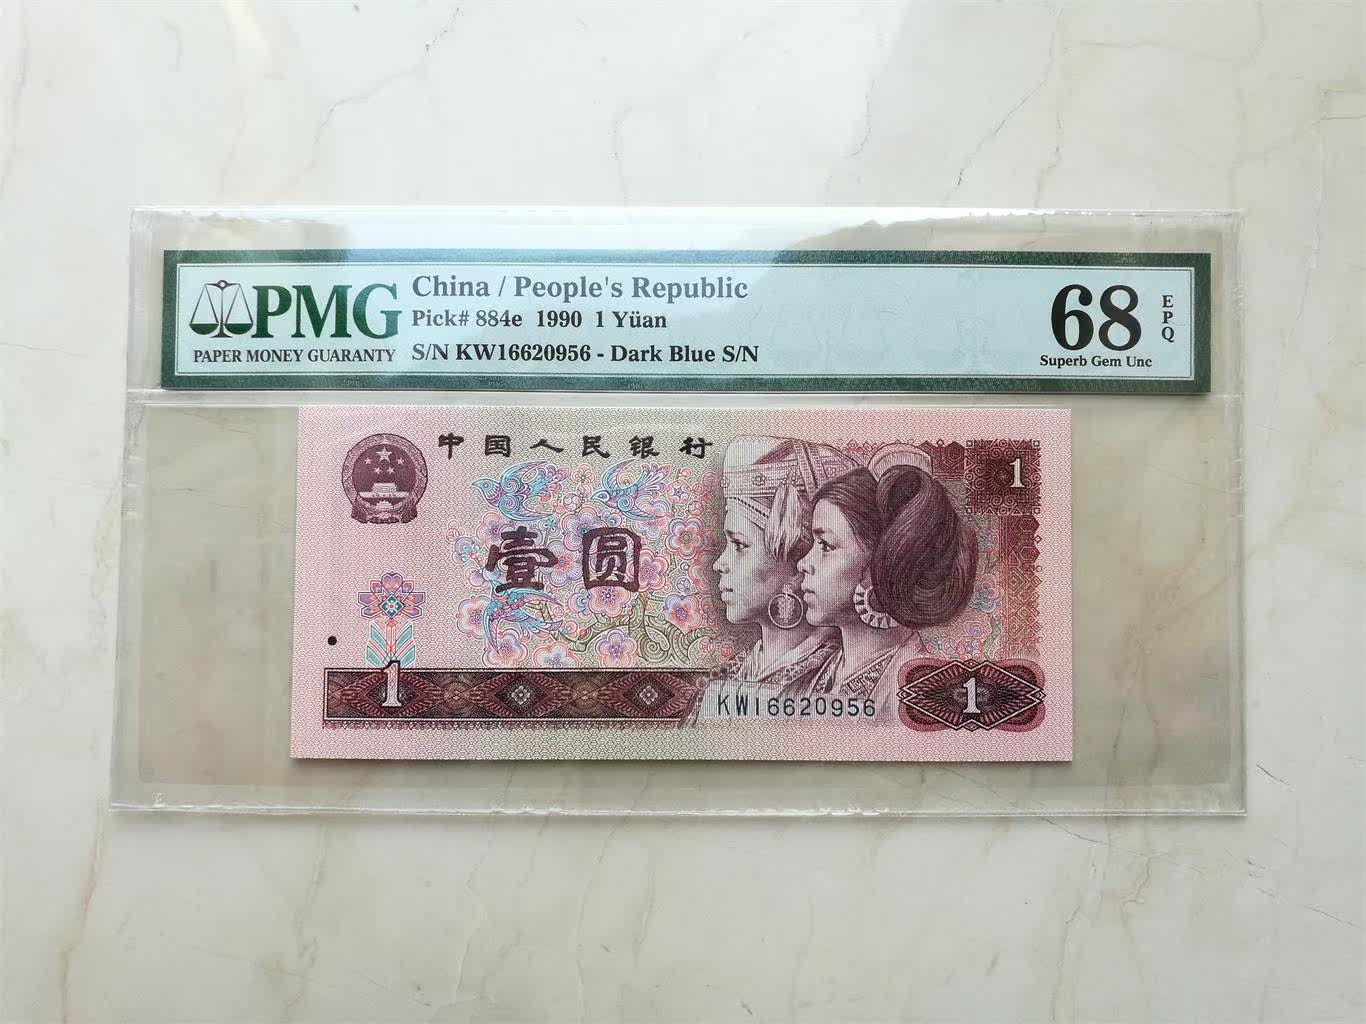 PMG
PAPER MONEY GUARANTY
China / People's Republic
Pick# 884e 1990 1 Yüan
S/N KW16620956 - Dark Blue S/N
68
EPQ
Superb Gem Unc
中国人民银行
1
壹圆
1
KW16620956
1